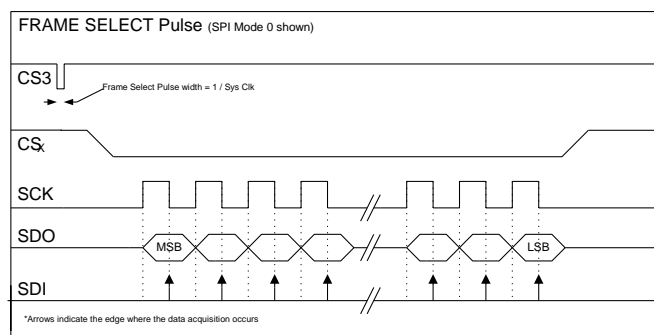 FRAME SELECT Pulse (SPI Mode 0 shown)
CS3
Frame Select Pulse width = 1 / Sys Clk
CSx
SCK
SDO
MSB
LSB
SDI
*Arrows indicate the edge where the data acquisition occurs